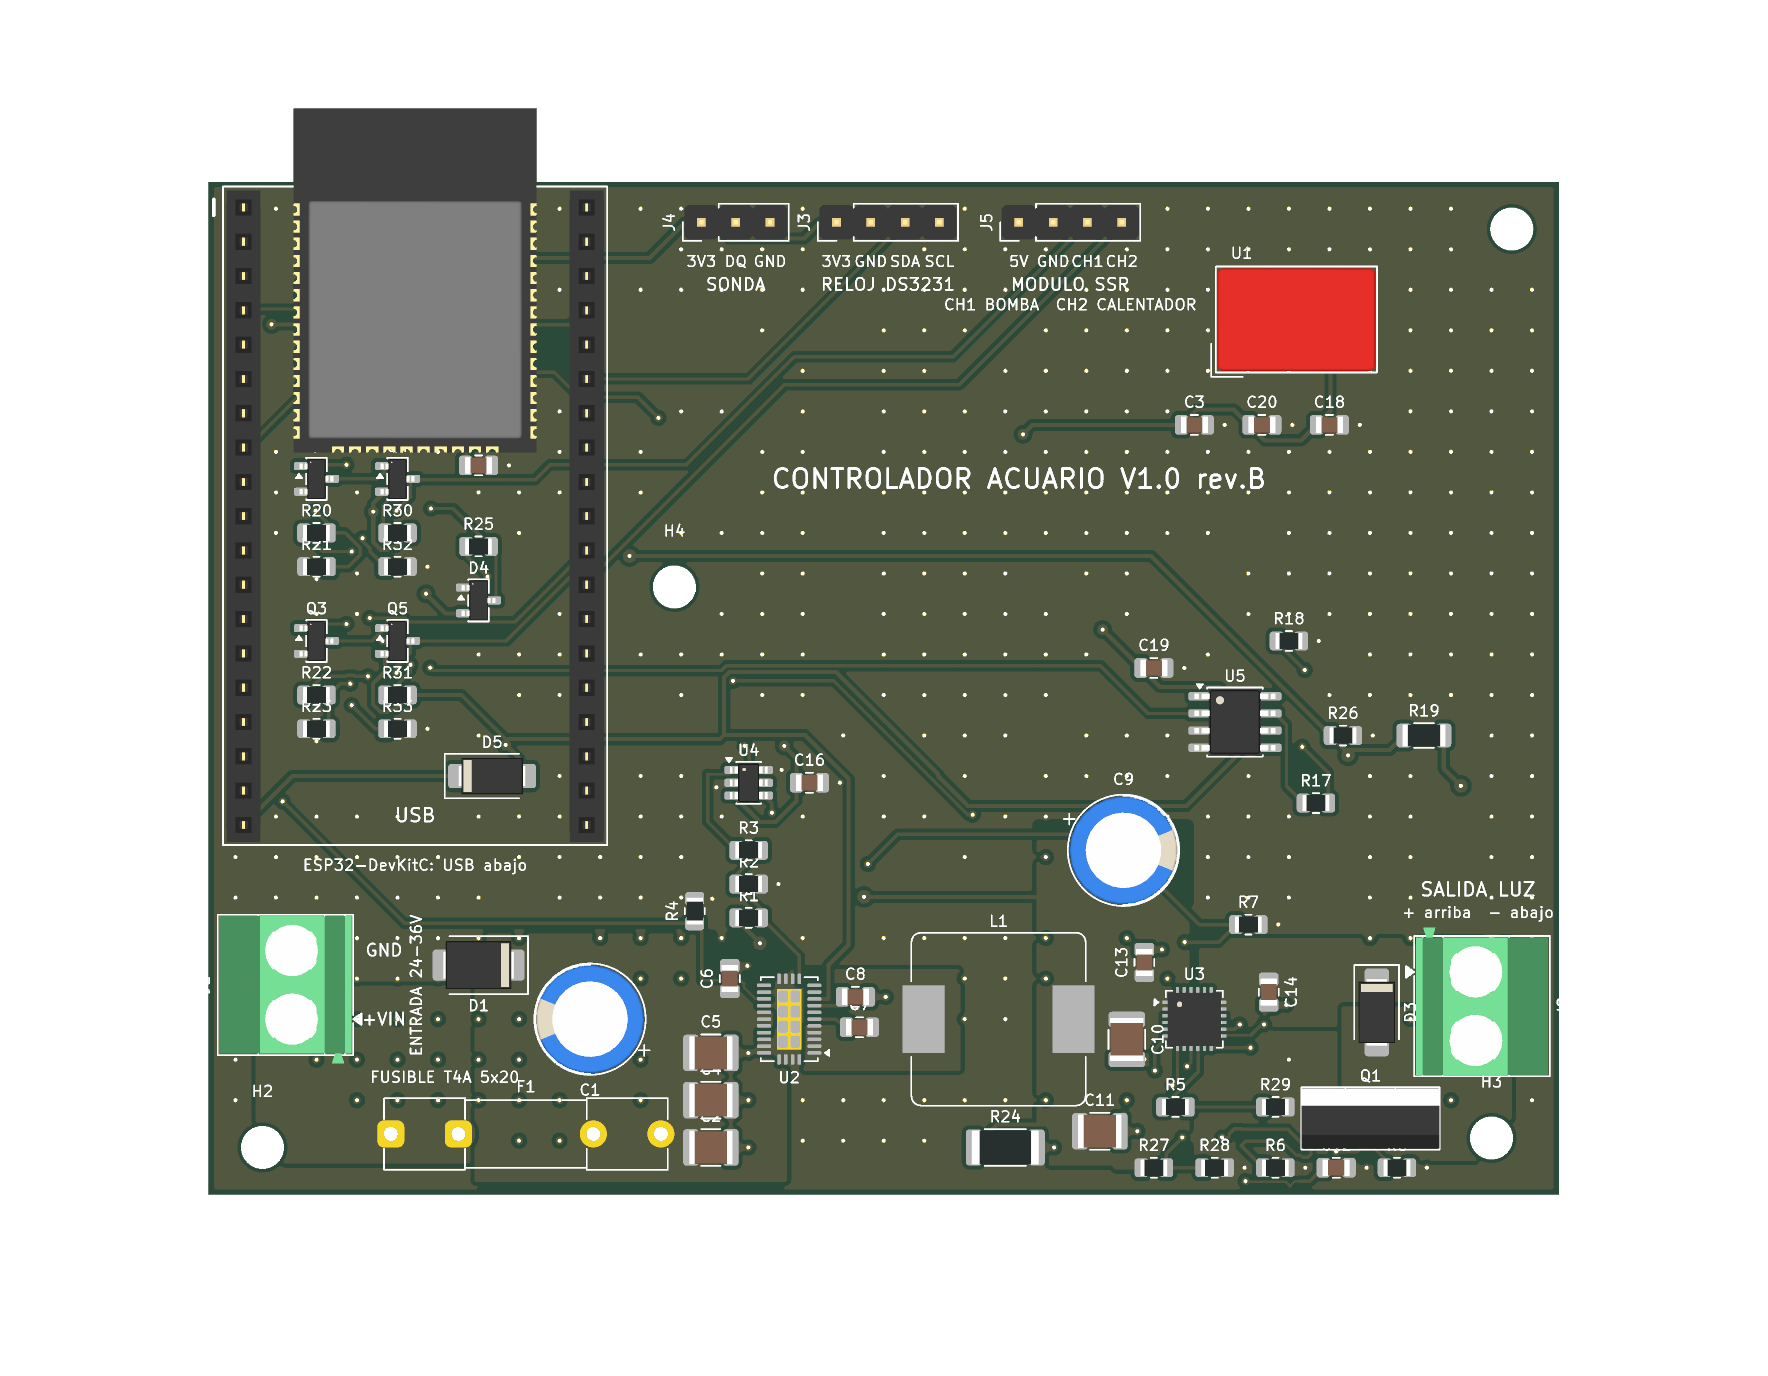 J4
J3
J5
3V3 DQ GND
SONDA
3V3 GND SDA SCL
RELOJ DS3231
5V GND CH1 CH2
MODULO SSR
CH1 BOMBA CH2 CALENTADOR
U1
C3
C20
C18
CONTROLADOR ACUARIO V1.0 rev.B
R20
R30
R25
R21
R32
D4
H4
Q3
Q5
R22
R31
R23
R33
D5
USB
ESP32-DevKitC: USB abajo
R18
C19
U5
R26
R19
R17
U4
C16
C9
+
R3
R2
R1
R4
SALIDA LUZ
+ arriba - abajo
R7
L1
GND
+VIN
ENTRADA 24-36V
D1
C6
C8
C13
U3
C14
D3
C5
C10
U2
+
FUSIBLE T4A 5x20
F1
C1
H2
H3
Q1
R5
R29
C11
R24
R27
R28
R6